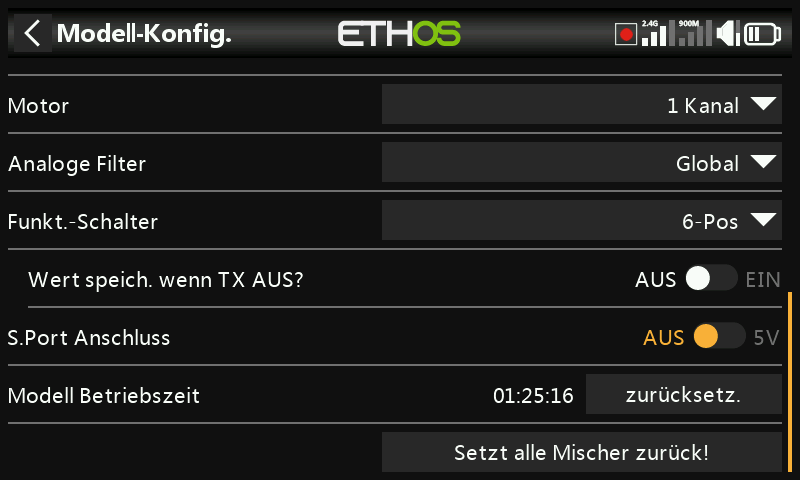 Modell-Konfig.
ETHOS
2.4G
900M
Motor
1 Kanal
Analoge Filter
Global
Funkt.-Schalter
6-Pos
Wert speich. wenn TX AUS?
AUS EIN
S.Port Anschluss
AUS 5V
Modell Betriebszeit
01:25:16
zurücksetz.
Setzt alle Mischer zurück!